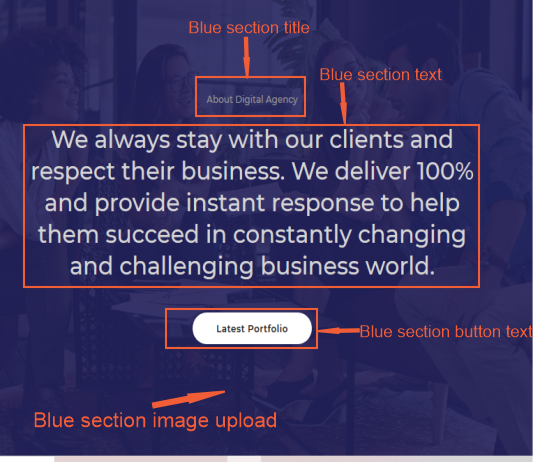 Blue section title
Blue section text
About Digital Agency
We always stay with our clients and
respect their business. We deliver 100%
and provide instant response to help
them succeed in constantly changing
and challenging business world.
Latest Portfolio
Blue section button text
Blue section image upload